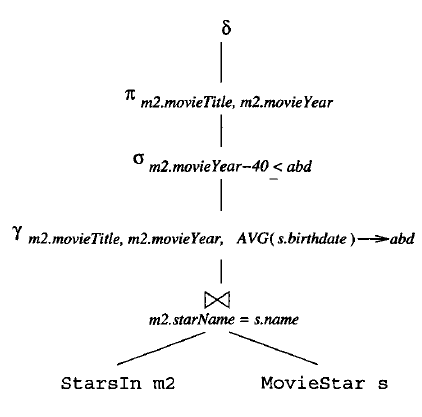 δ
π m2.movieTitle, m2.movieYear
σ m2.movieYear−40 ≤ abd
γ m2.movieTitle, m2.movieYear, AVG(s.birthdate)→abd
⋈
m2.starName = s.name
StarsIn m2 MovieStar s